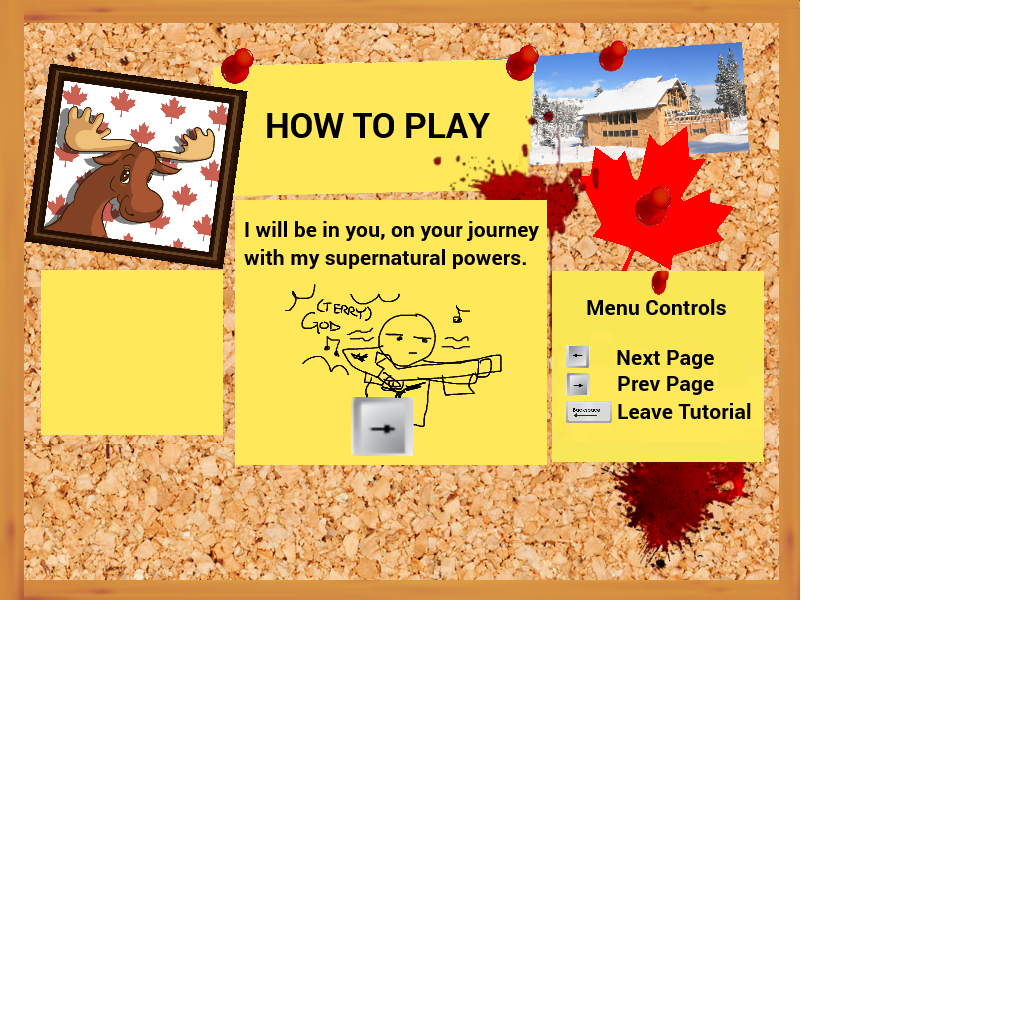 HOW TO PLAY
I will be in you, on your journey
with my supernatural powers.
(TERRY)
GOD
Menu Controls
Next Page
Prev Page
Backspace
Leave Tutorial